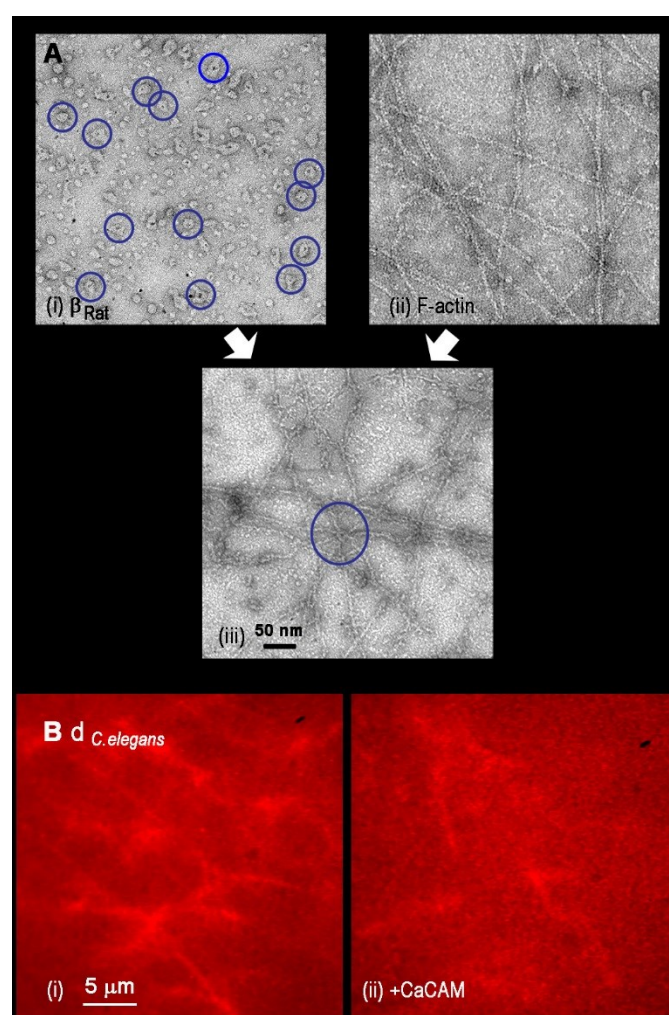 A
(i) βRat
(ii) F-actin
(iii) 50 nm
B d C.elegans
(i) 5 μm
(ii) +CaCAM